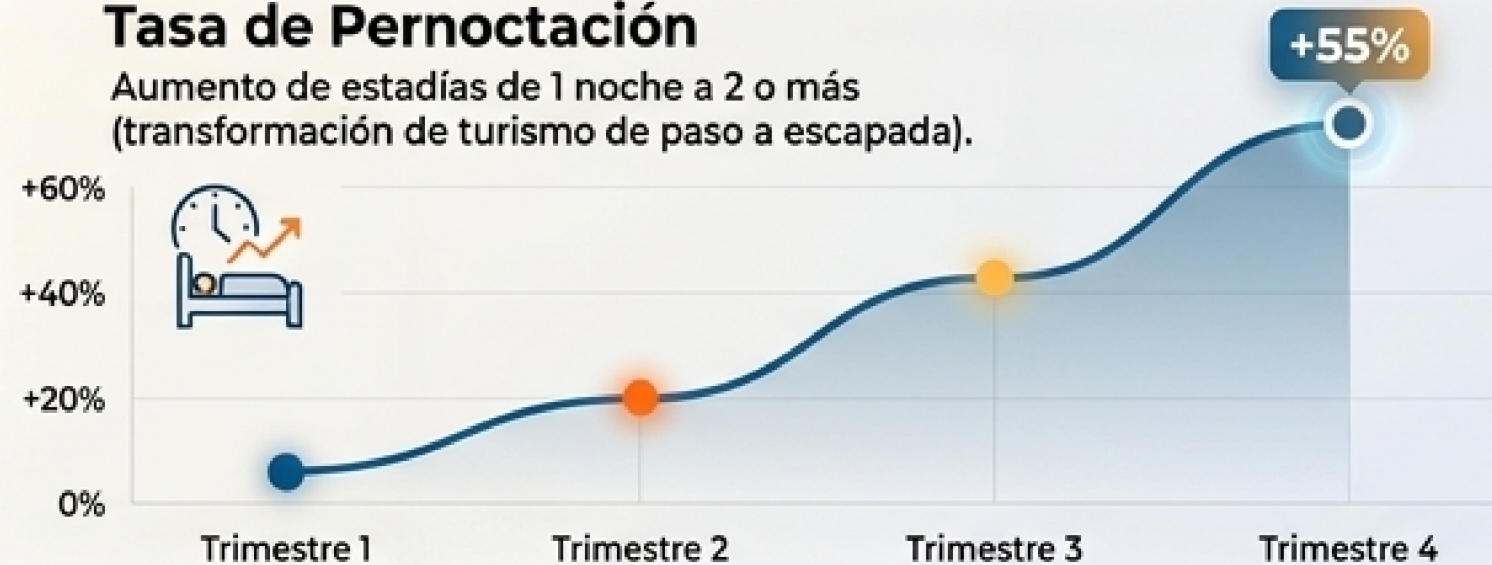 Tasa de Pernoctación
+55%
Aumento de estadías de 1 noche a 2 o más
(transformación de turismo de paso a escapada).
+60%
+40%
+20%
0%
Trimestre 1 Trimestre 2 Trimestre 3 Trimestre 4